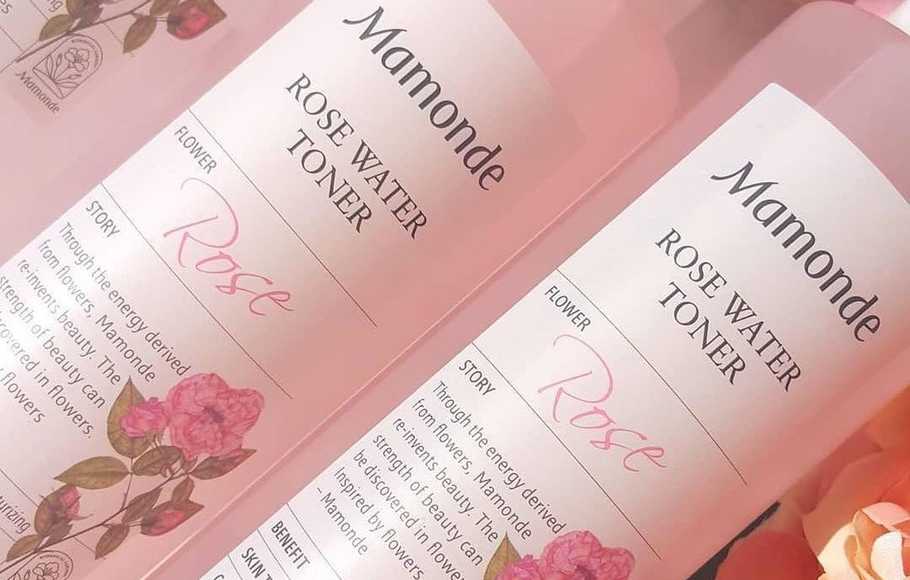 Mamonde
Mamonde
ROSE WATER
TONER
FLOWER
Rose
STORY
Through the energy derived
from flowers, Mamonde
re-invents beauty. The
strength of beauty can
covered in flowers.
flowers
Mamonde
ROSE WATER
TONER
FLOWER
Rose
STORY
Through the energy derived
from flowers, Mamonde
re-invents beauty. The
strength of beauty can
be discovered in flowers.
Inspired by flowers
- Mamonde
BENEFIT
SKIN